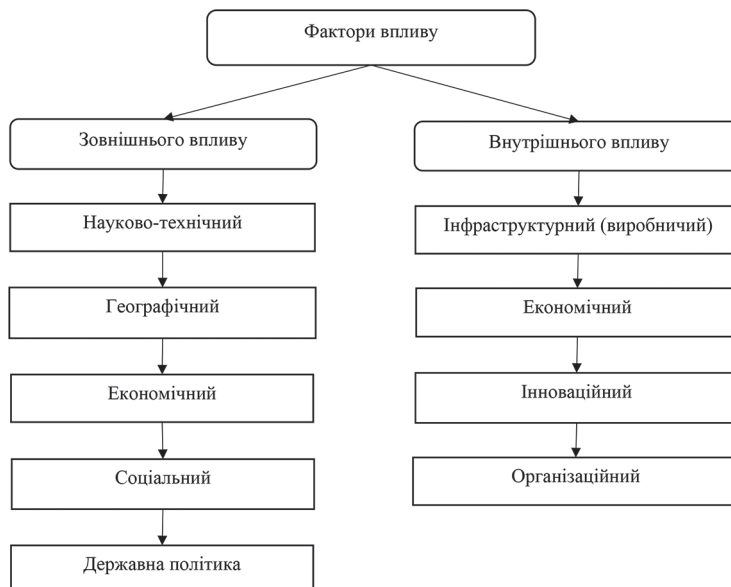 Фактори впливу
Зовнішнього впливу
Внутрішнього впливу
Науково-технічний
Інфраструктурний (виробничий)
Географічний
Економічний
Економічний
Інноваційний
Соціальний
Організаційний
Державна політика